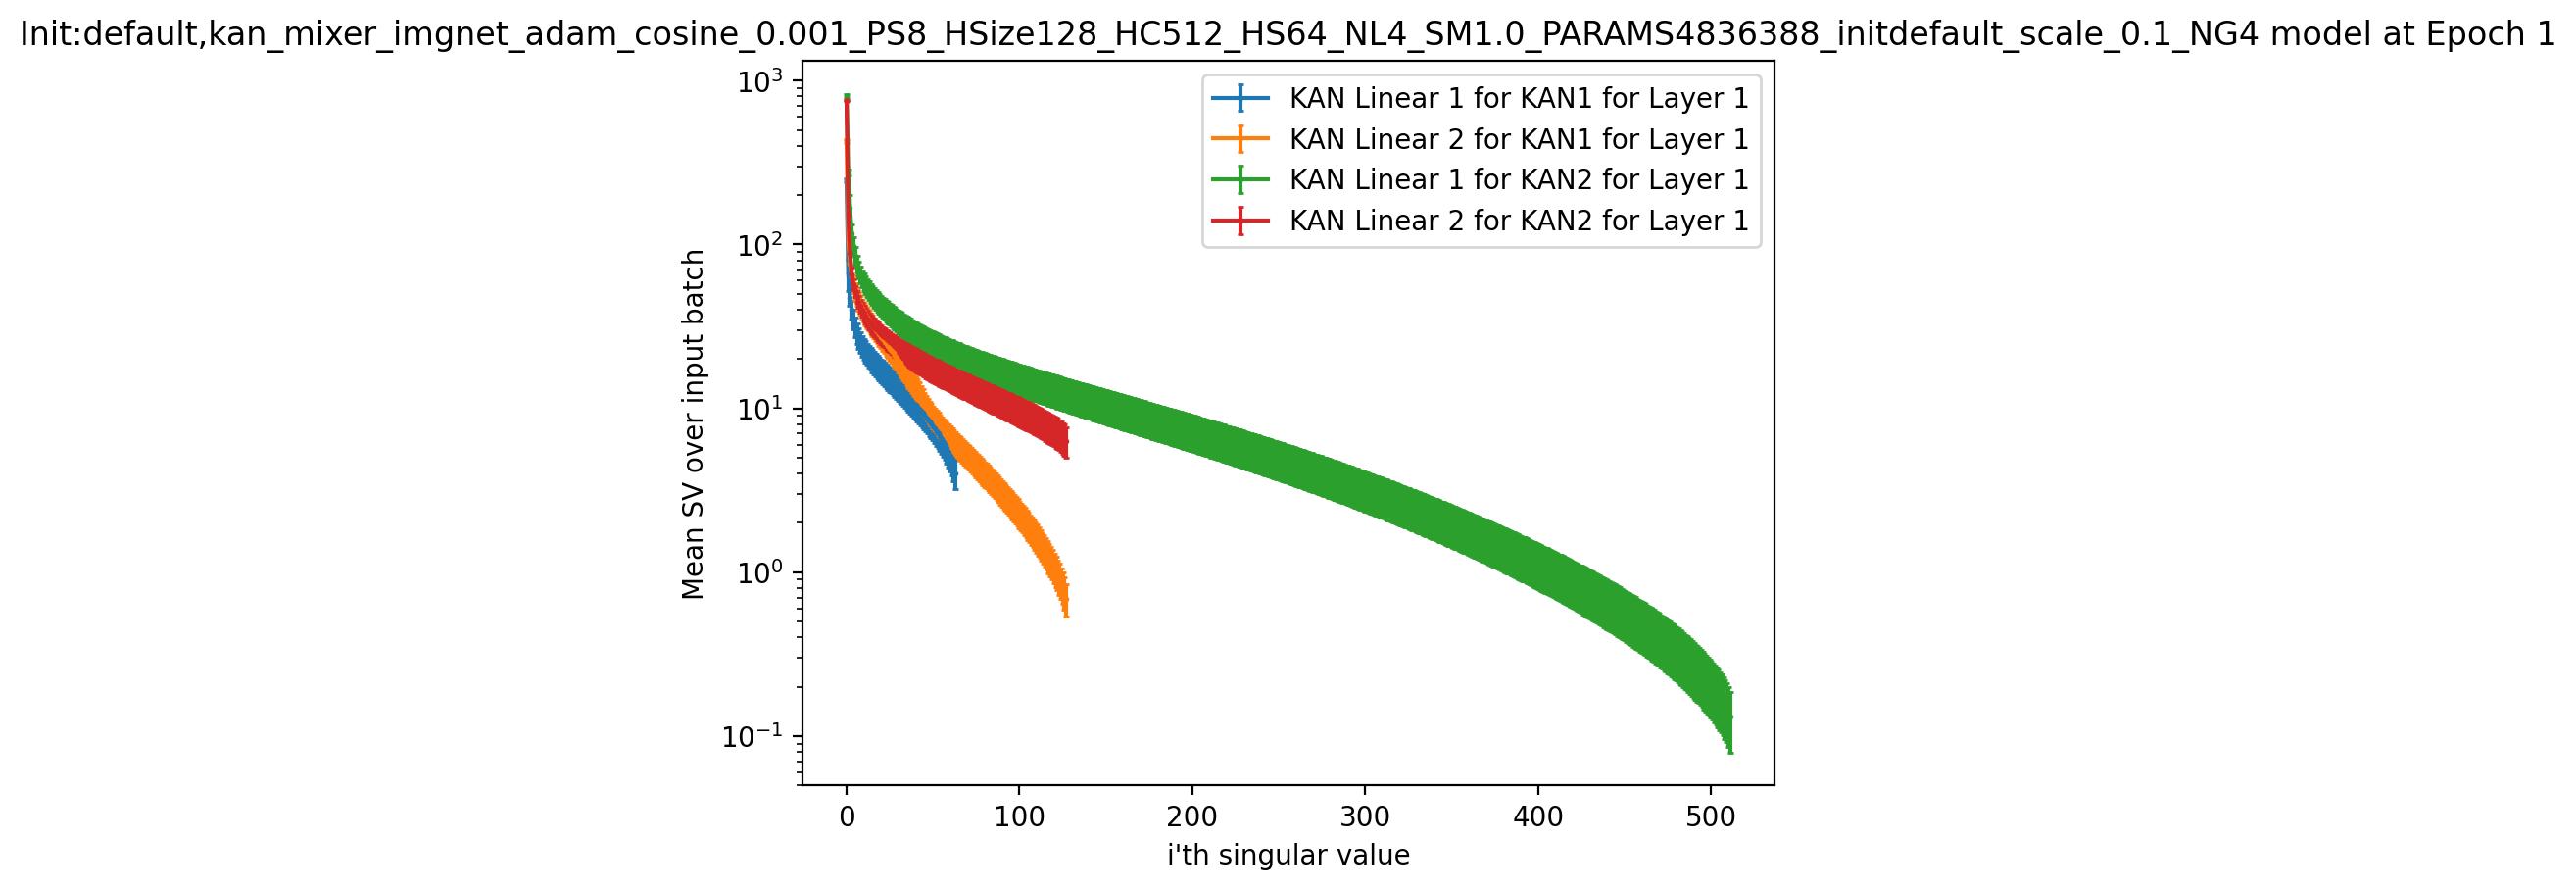 Init:default,kan_mixer_imgnet_adam_cosine_0.001_PS8_HSize128_HC512_HS64_NL4_SM1.0_PARAMS4836388_initdefault_scale_0.1_NG4 model at Epoch 1
KAN Linear 1 for KAN1 for Layer 1
KAN Linear 2 for KAN1 for Layer 1
KAN Linear 1 for KAN2 for Layer 1
KAN Linear 2 for KAN2 for Layer 1
Mean SV over input batch
10³
10²
10¹
10⁰
10⁻¹
0 100 200 300 400 500
i'th singular value